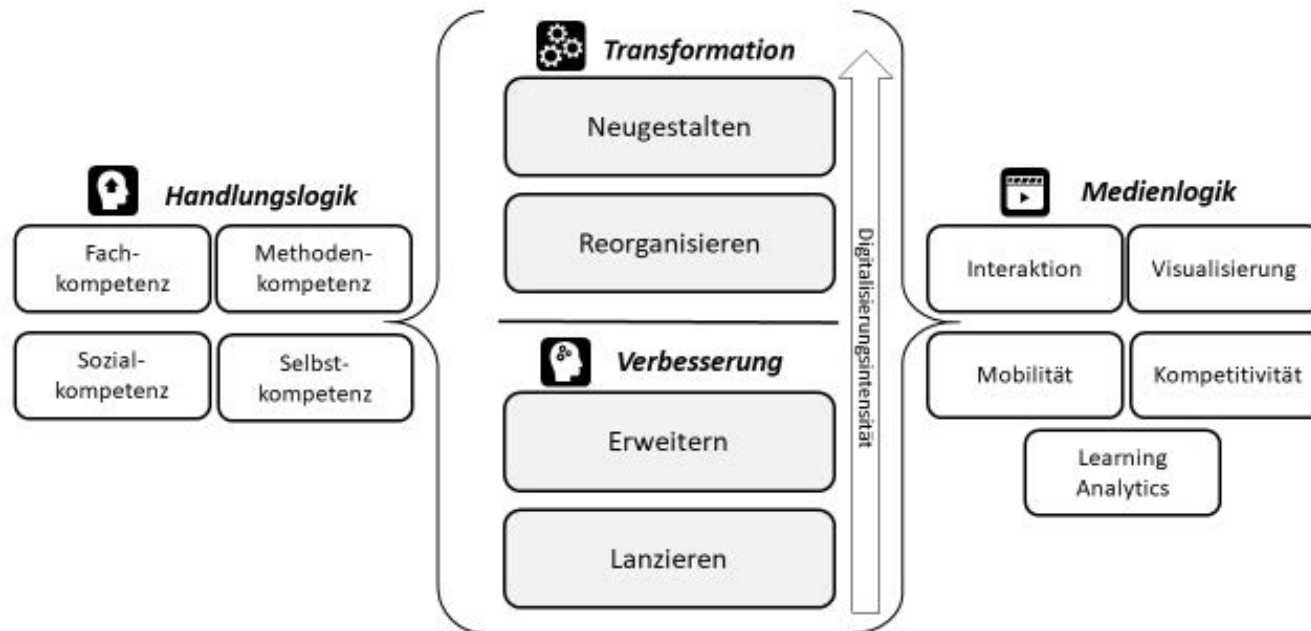 Handlungslogik
Fach-
kompetenz
Methoden-
kompetenz
Sozial-
kompetenz
Selbst-
kompetenz
Transformation
Neugestalten
Reorganisieren
Verbesserung
Erweitern
Lanzieren
Digitalisierungsintensität
Medienlogik
Interaktion
Visualisierung
Mobilität
Kompetitivität
Learning
Analytics